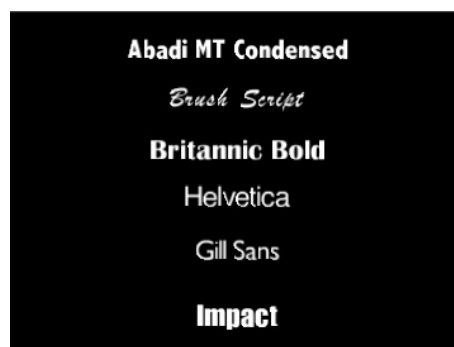 Abadi MT Condensed
Brush Script
Britannic Bold
Helvetica
Gill Sans
Impact